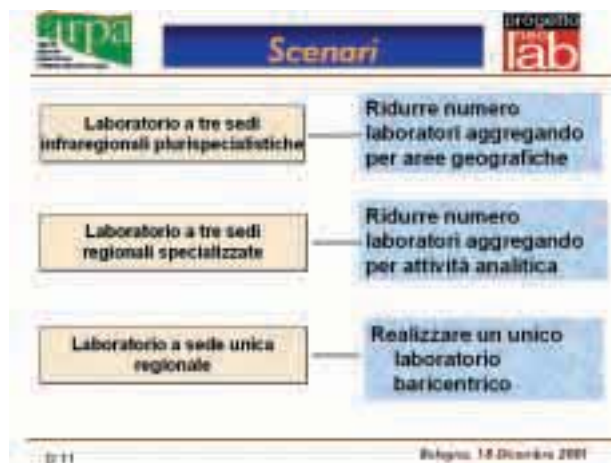 arpa
Scenari
progetto
lab
Laboratorio a tre sedi
infraregionali plurispecialistiche
Ridurre numero
laboratori aggregando
per aree geografiche
Laboratorio a tre sedi
regionali specializzate
Ridurre numero
laboratori aggregando
per attività analitica
Laboratorio a sede unica
regionale
Realizzare un unico
laboratorio
baricentrico
Bologna, 18 Dicembre